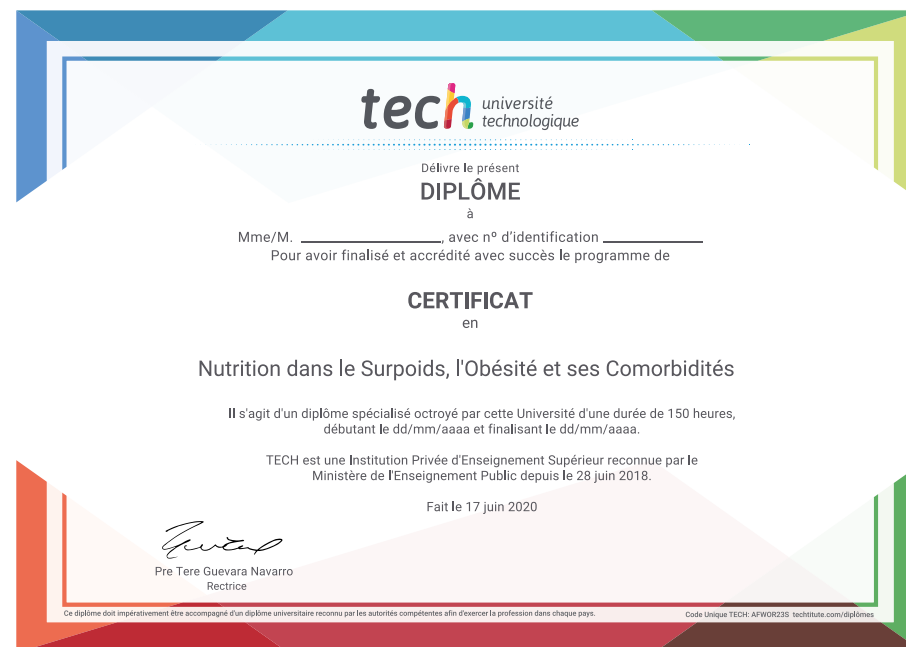 tech université
technologique
Délivre le présent
DIPLÔME
à
Mme/M. ____________________, avec nº d'identification ______________
Pour avoir finalisé et accrédité avec succès le programme de
CERTIFICAT
en
Nutrition dans le Surpoids, l'Obésité et ses Comorbidités
Il s'agit d'un diplôme spécialisé octroyé par cette Université d'une durée de 150 heures,
débutant le dd/mm/aaaa et finalisant le dd/mm/aaaa.
TECH est une Institution Privée d'Enseignement Supérieur reconnue par le
Ministère de l'Enseignement Public depuis le 28 juin 2018.
Fait le 17 juin 2020
Pre Tere Guevara Navarro
Rectrice
Ce diplôme doit impérativement être accompagné d'un diplôme universitaire reconnu par les autorités compétentes afin d'exercer la profession dans chaque pays.
Code Unique TECH: AFWOR23S techtitute.com/diplômes